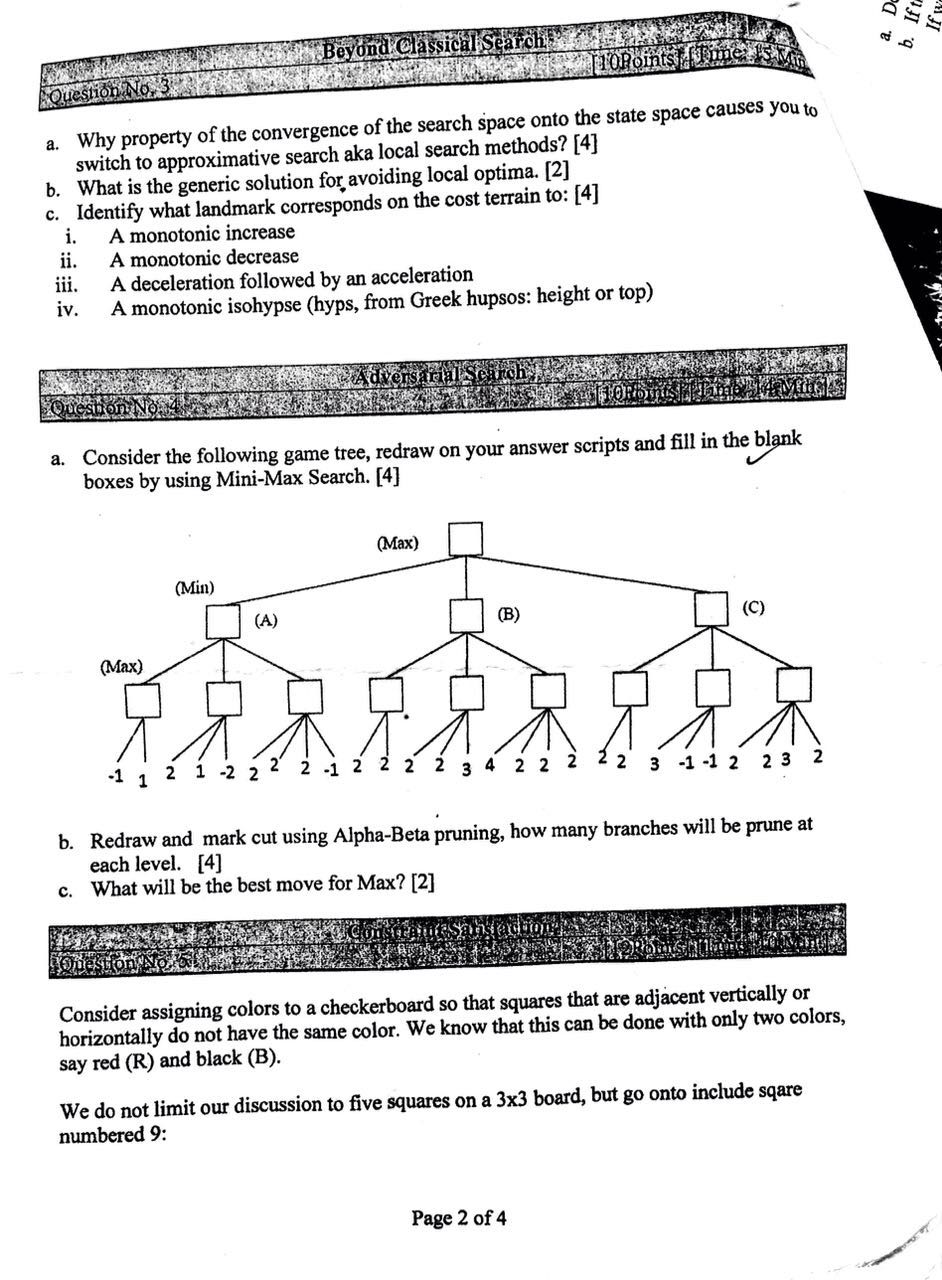 a. D
b. If t
If w
Beyond Classical Search
Question No. 3 [10Points] [Time: 15 Min
a. Why property of the convergence of the search space onto the state space causes you to
switch to approximative search aka local search methods? [4]
b. What is the generic solution for avoiding local optima. [2]
c. Identify what landmark corresponds on the cost terrain to: [4]
i. A monotonic increase
ii. A monotonic decrease
iii. A deceleration followed by an acceleration
iv. A monotonic isohypse (hyps, from Greek hupsos: height or top)
Adversarial Search
Question No. 4 [10Points] [Time: 14 Min]
a. Consider the following game tree, redraw on your answer scripts and fill in the blank
boxes by using Mini-Max Search. [4]
(Max)
(Min)
(A) (B) (C)
(Max)
-1 1 2 1 -2 2 2 2 -1 2 2 2 2 3 4 2 2 2 2 2 3 -1 -1 2 2 3 2
b. Redraw and mark cut using Alpha-Beta pruning, how many branches will be prune at
each level. [4]
c. What will be the best move for Max? [2]
Constraint Satisfaction
Question No. 5
Consider assigning colors to a checkerboard so that squares that are adjacent vertically or
horizontally do not have the same color. We know that this can be done with only two colors,
say red (R) and black (B).
We do not limit our discussion to five squares on a 3x3 board, but go onto include sqare
numbered 9:
Page 2 of 4